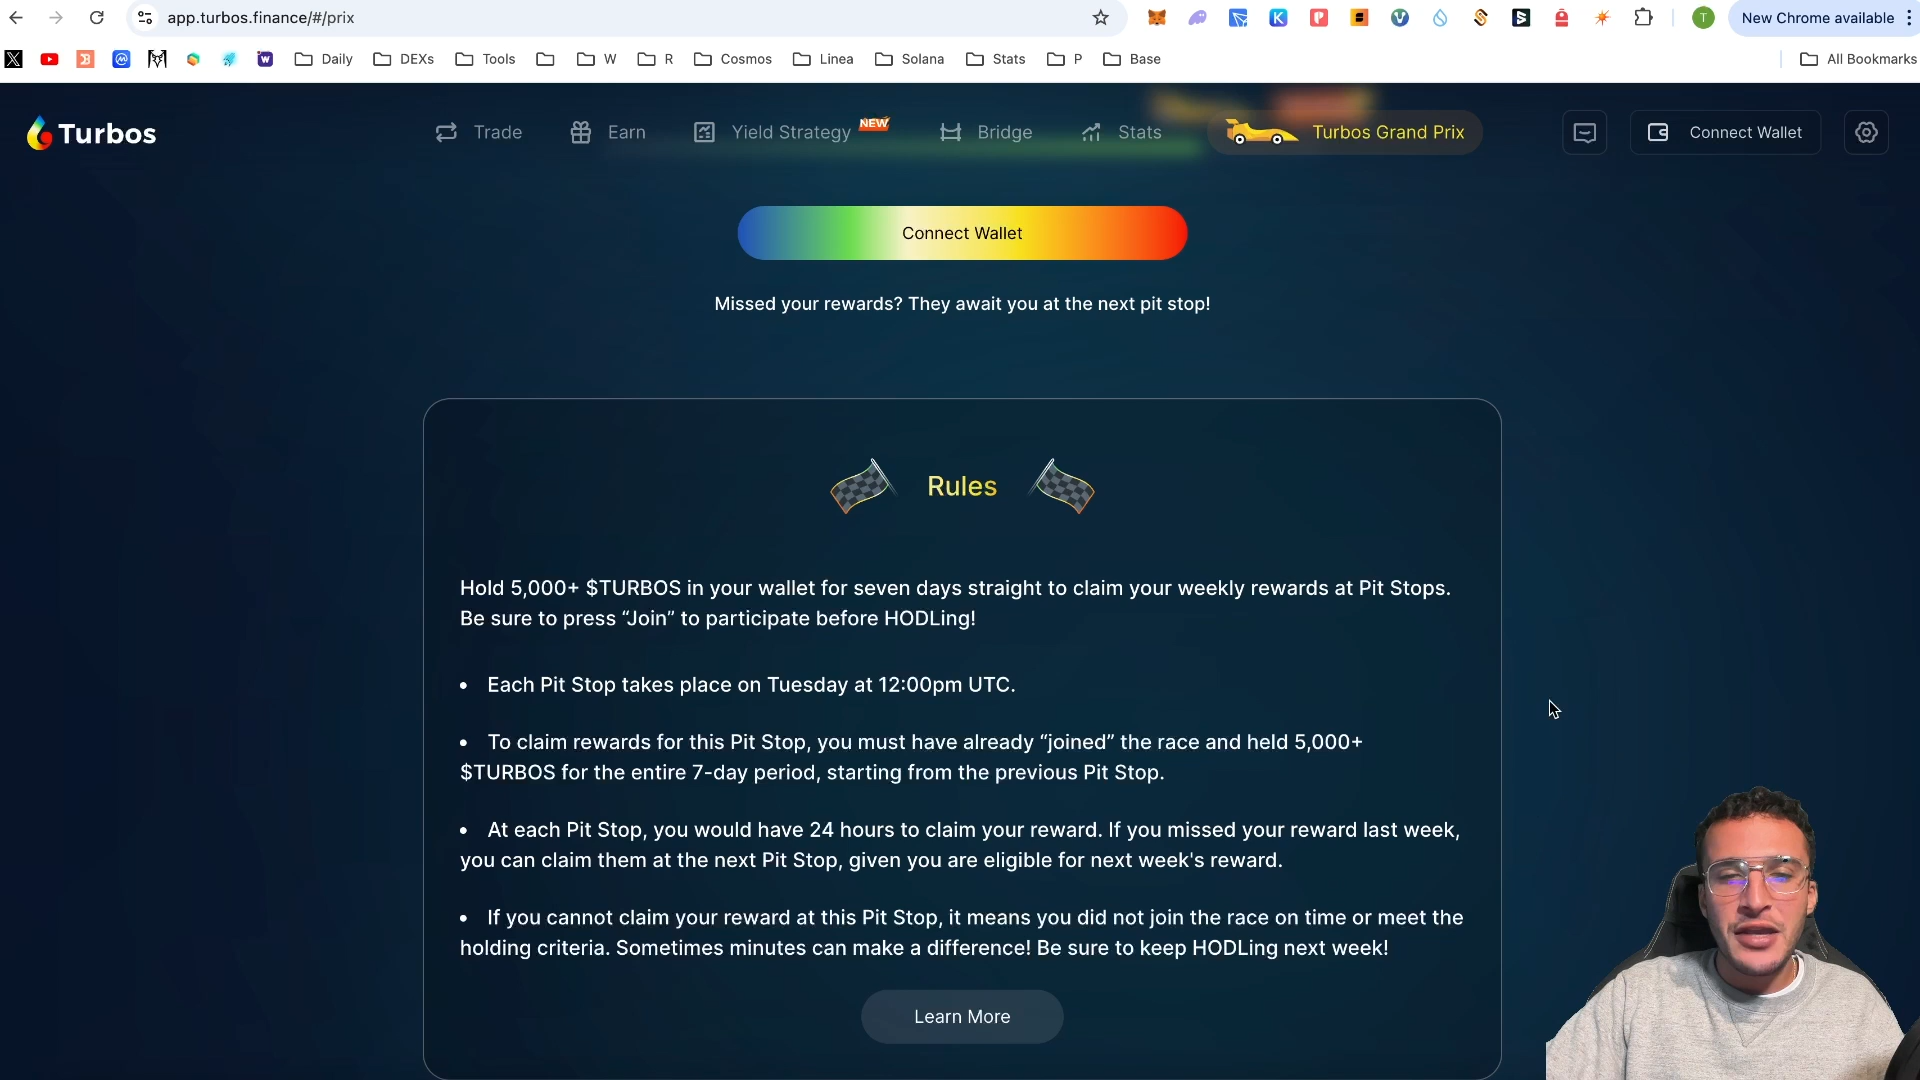 app.turbos.finance/#/prix
New Chrome available
Daily
DEXs
Tools
W
R
Cosmos
Linea
Solana
Stats
P
Base
All Bookmarks
Turbos
Trade
Earn
Yield Strategy
NEW
Bridge
Stats
Turbos Grand Prix
Connect Wallet
Connect Wallet
Missed your rewards? They await you at the next pit stop!
Rules
Hold 5,000+ $TURBOS in your wallet for seven days straight to claim your weekly rewards at Pit Stops.
Be sure to press “Join” to participate before HODLing!
• Each Pit Stop takes place on Tuesday at 12:00pm UTC.
• To claim rewards for this Pit Stop, you must have already “joined” the race and held 5,000+
$TURBOS for the entire 7-day period, starting from the previous Pit Stop.
• At each Pit Stop, you would have 24 hours to claim your reward. If you missed your reward last week,
you can claim them at the next Pit Stop, given you are eligible for next week's reward.
• If you cannot claim your reward at this Pit Stop, it means you did not join the race on time or meet the
holding criteria. Sometimes minutes can make a difference! Be sure to keep HODLing next week!
Learn More